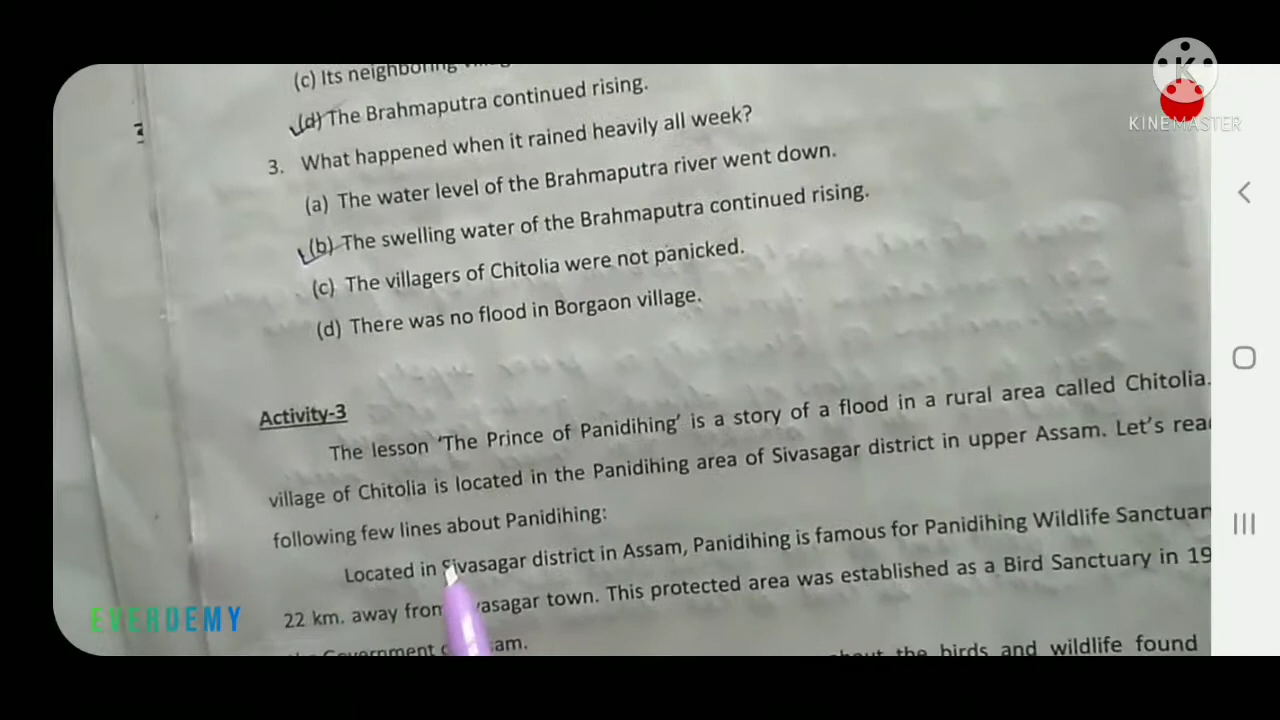 (c) Its neighboring
(d) The Brahmaputra continued rising.
3. What happened when it rained heavily all week?
(a) The water level of the Brahmaputra river went down.
(b) The swelling water of the Brahmaputra continued rising.
(c) The villagers of Chitolia were not panicked.
(d) There was no flood in Borgaon village.
Activity-3
The lesson 'The Prince of Panidihing' is a story of a flood in a rural area called Chitolia.
village of Chitolia is located in the Panidihing area of Sivasagar district in upper Assam. Let's
following few lines about Panidihing:
Located in Sivasagar district in Assam, Panidihing is famous for Panidihing Wildlife
22 km. away town. This protected area was established as a Bird Sanctuary in 19
Government
the birds and wildlife found
KINEMASTER
EVERDEMY